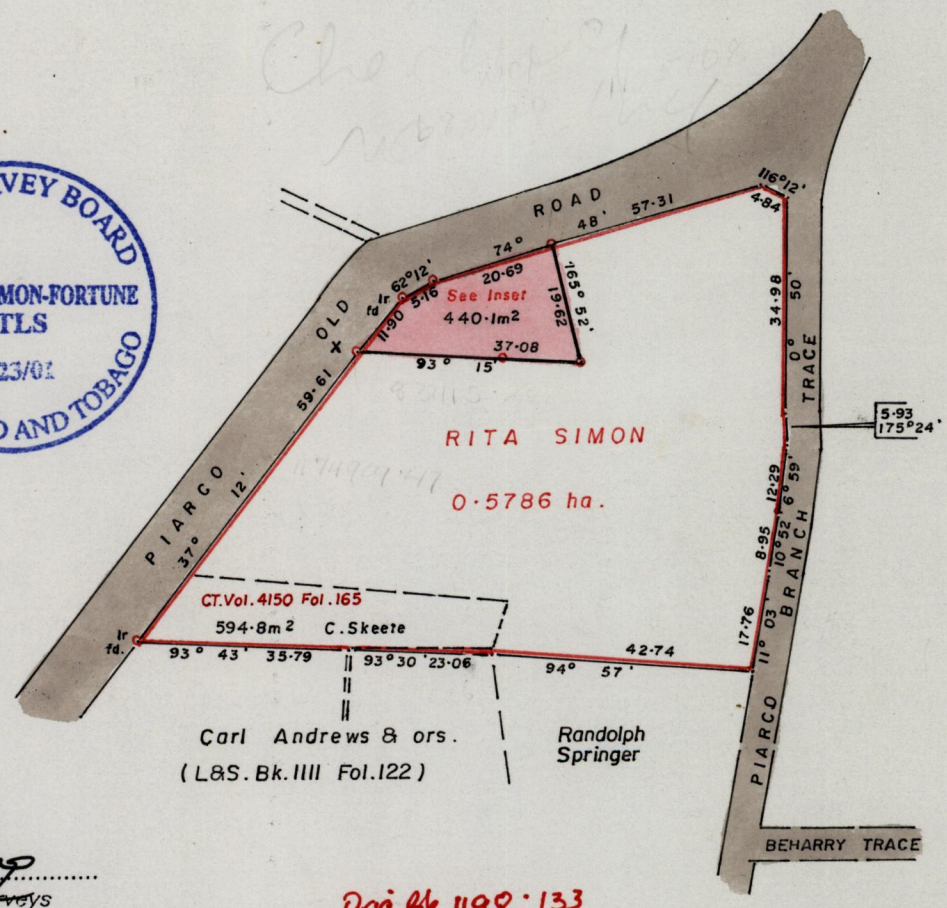 VEY BOARD
MON-FORTUNE
TLS
23/01
D AND TOBAGO
OLD PIARCO ROAD
116°12'
4.84
57.31
48'
74°
20.69
62°12'
5.16
Ir fd
11.90
See Inset
440.1m²
165° 52'
19.62
X
37.08
93° 15'
59.61
37° 12'
34.98
0° 50'
5.93
175°24'
RITA SIMON
0.5786 ha.
12.29
6° 59'
8.95
10° 52'
17.76
11° 03'
PIARCO BRANCH TRACE
CT.Vol.4150 Fol.165
594.8m² C.Skeete
Ir fd.
93° 43' 35.79
93°30' 23.06
42.74
94° 57'
Carl Andrews & ors.
(L&S. Bk.1111 Fol.122)
Randolph
Springer
BEHARRY TRACE
veys
1190.133